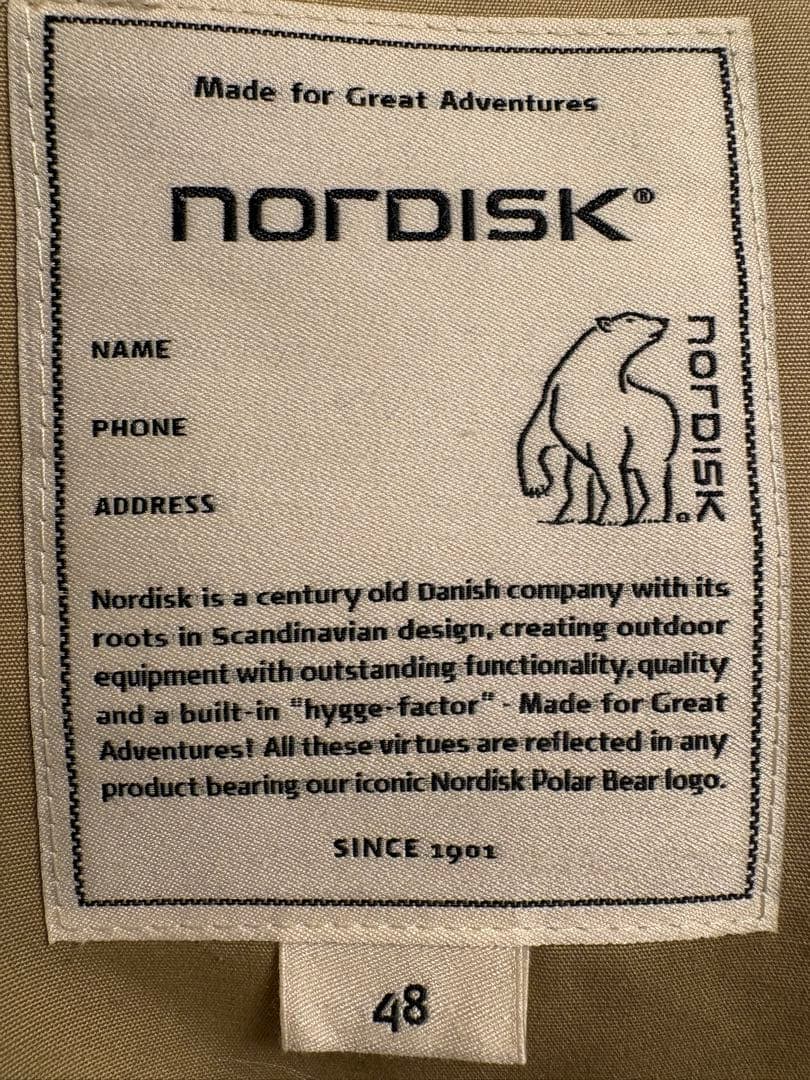 Made for Great Adventures
norDISK®
NAME
PHONE
ADDRESS
norDISK®
Nordisk is a century old Danish company with its
roots in Scandinavian design, creating outdoor
equipment with outstanding functionality, quality
and a built-in "hygge-factor" - Made for Great
Adventures! All these virtues are reflected in any
product bearing our iconic Nordisk Polar Bear logo.
SINCE 1901
48